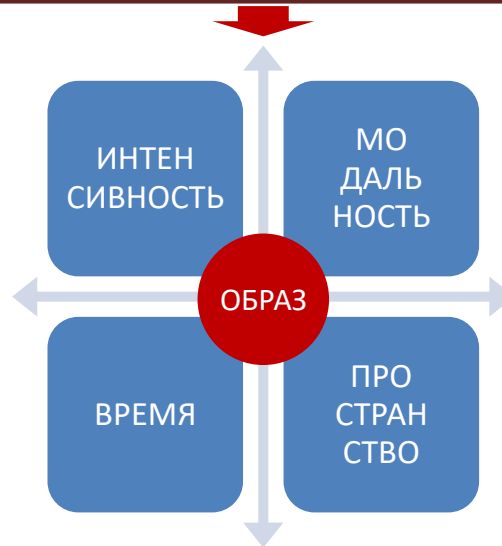 ИНТЕН
СИВНОСТЬ
МО
ДАЛЬ
НОСТЬ
ОБРАЗ
ВРЕМЯ
ПРО
СТРАН
СТВО